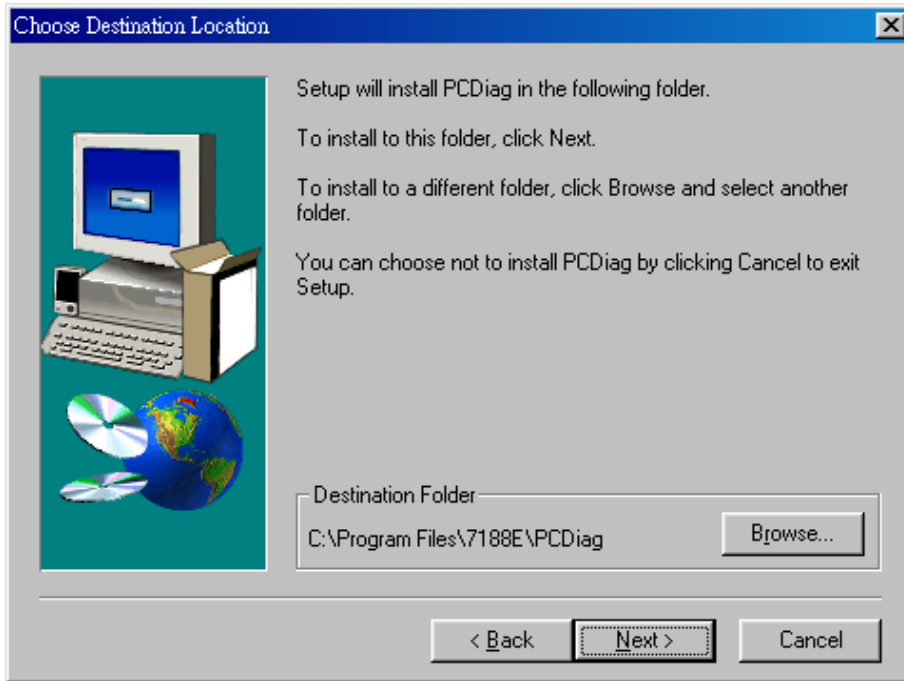 Choose Destination Location
Setup will install PCDiag in the following folder.
To install to this folder, click Next.
To install to a different folder, click Browse and select another
folder.
You can choose not to install PCDiag by clicking Cancel to exit
Setup.
Destination Folder
C:\Program Files\7188E\PCDiag
Browse...
< Back
Next >
Cancel